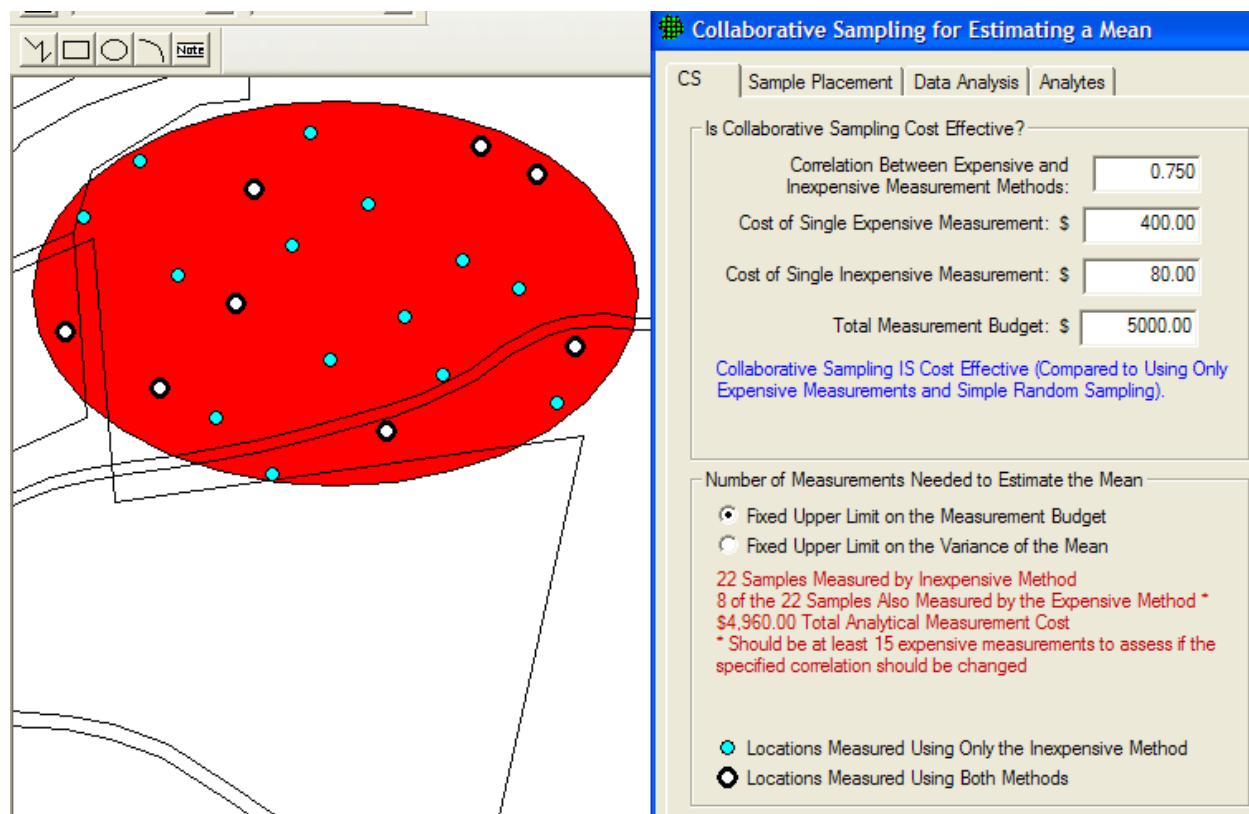 Note
Collaborative Sampling for Estimating a Mean
CS
Sample Placement
Data Analysis
Analytes
Is Collaborative Sampling Cost Effective?
Correlation Between Expensive and
Inexpensive Measurement Methods:
0.750
Cost of Single Expensive Measurement: $
400.00
Cost of Single Inexpensive Measurement: $
80.00
Total Measurement Budget: $
5000.00
Collaborative Sampling IS Cost Effective (Compared to Using Only
Expensive Measurements and Simple Random Sampling).
Number of Measurements Needed to Estimate the Mean
Fixed Upper Limit on the Measurement Budget
Fixed Upper Limit on the Variance of the Mean
22 Samples Measured by Inexpensive Method
8 of the 22 Samples Also Measured by the Expensive Method *
$4,960.00 Total Analytical Measurement Cost
* Should be at least 15 expensive measurements to assess if the
specified correlation should be changed
Locations Measured Using Only the Inexpensive Method
Locations Measured Using Both Methods